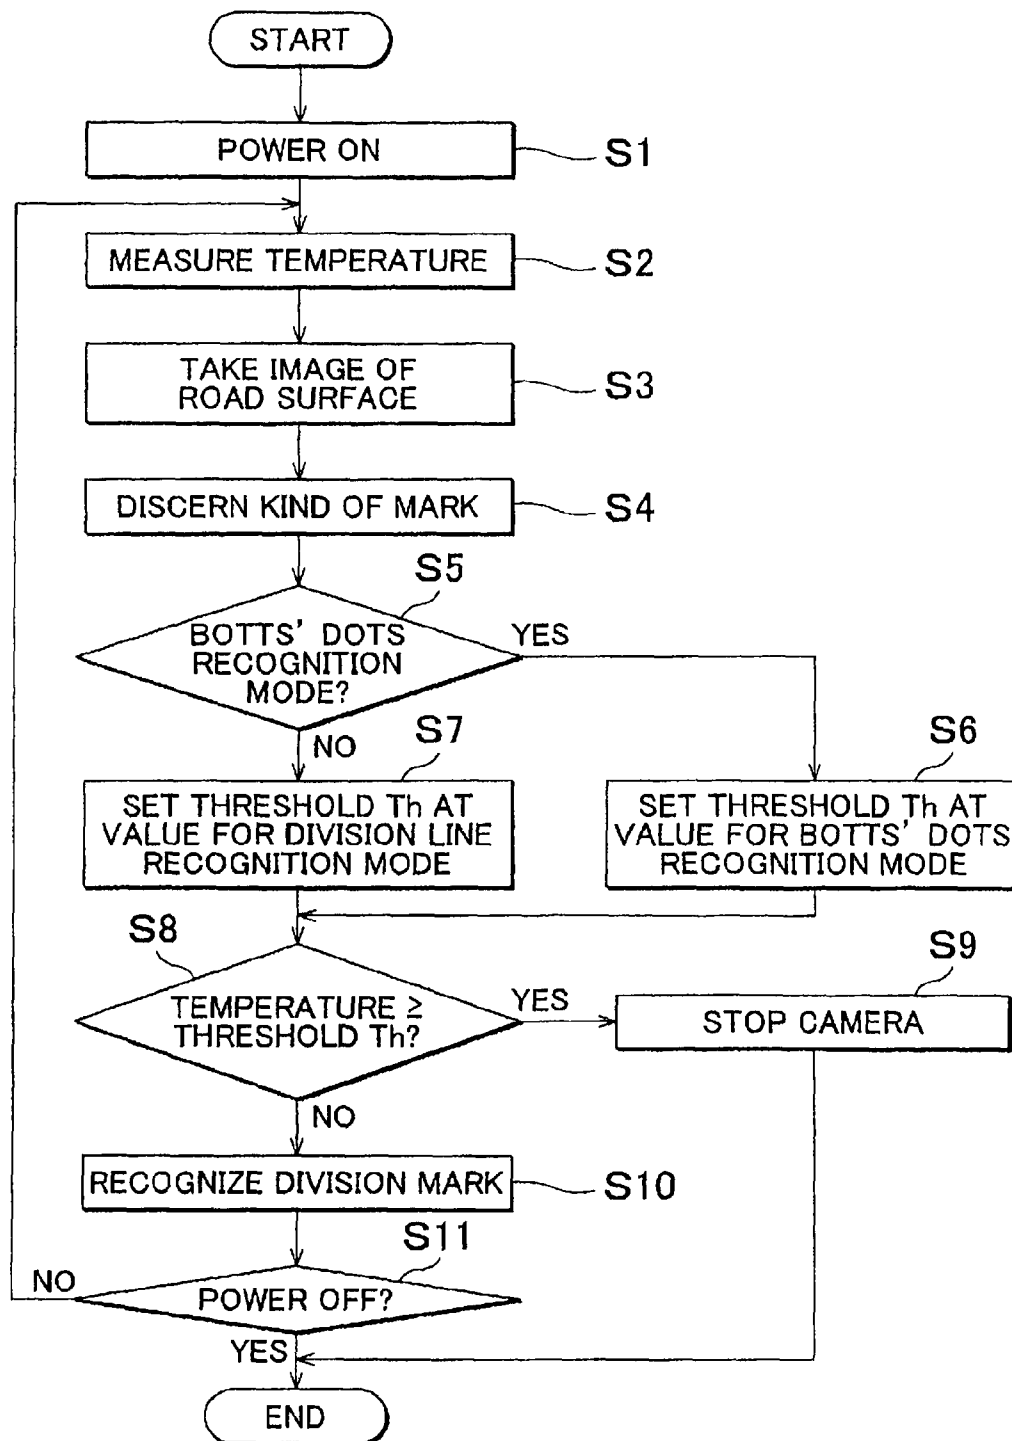 START
POWER ON
S1
MEASURE TEMPERATURE
S2
TAKE IMAGE OF
ROAD SURFACE
S3
DISCERN KIND OF MARK
S4
S5
BOTTS' DOTS
RECOGNITION
MODE?
YES
NO
S7
S6
SET THRESHOLD Th AT
VALUE FOR DIVISION LINE
RECOGNITION MODE
SET THRESHOLD Th AT
VALUE FOR BOTTS' DOTS
RECOGNITION MODE
S8
S9
TEMPERATURE ≥
THRESHOLD Th?
YES
STOP CAMERA
NO
RECOGNIZE DIVISION MARK
S10
S11
NO
POWER OFF?
YES
END